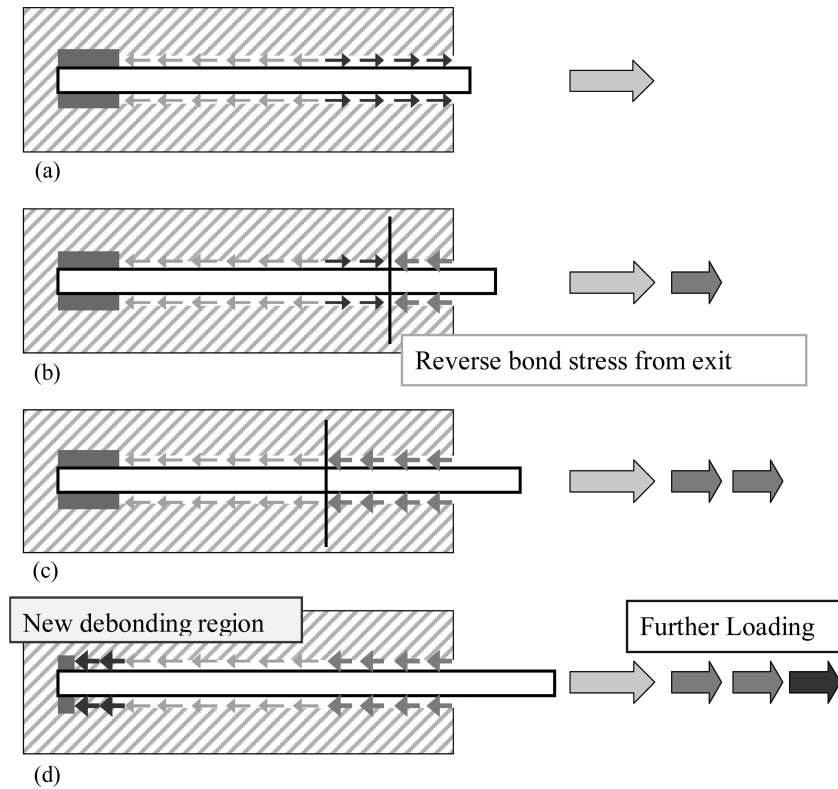 (a)
(b)
Reverse bond stress from exit
(c)
New debonding region
Further Loading
(d)